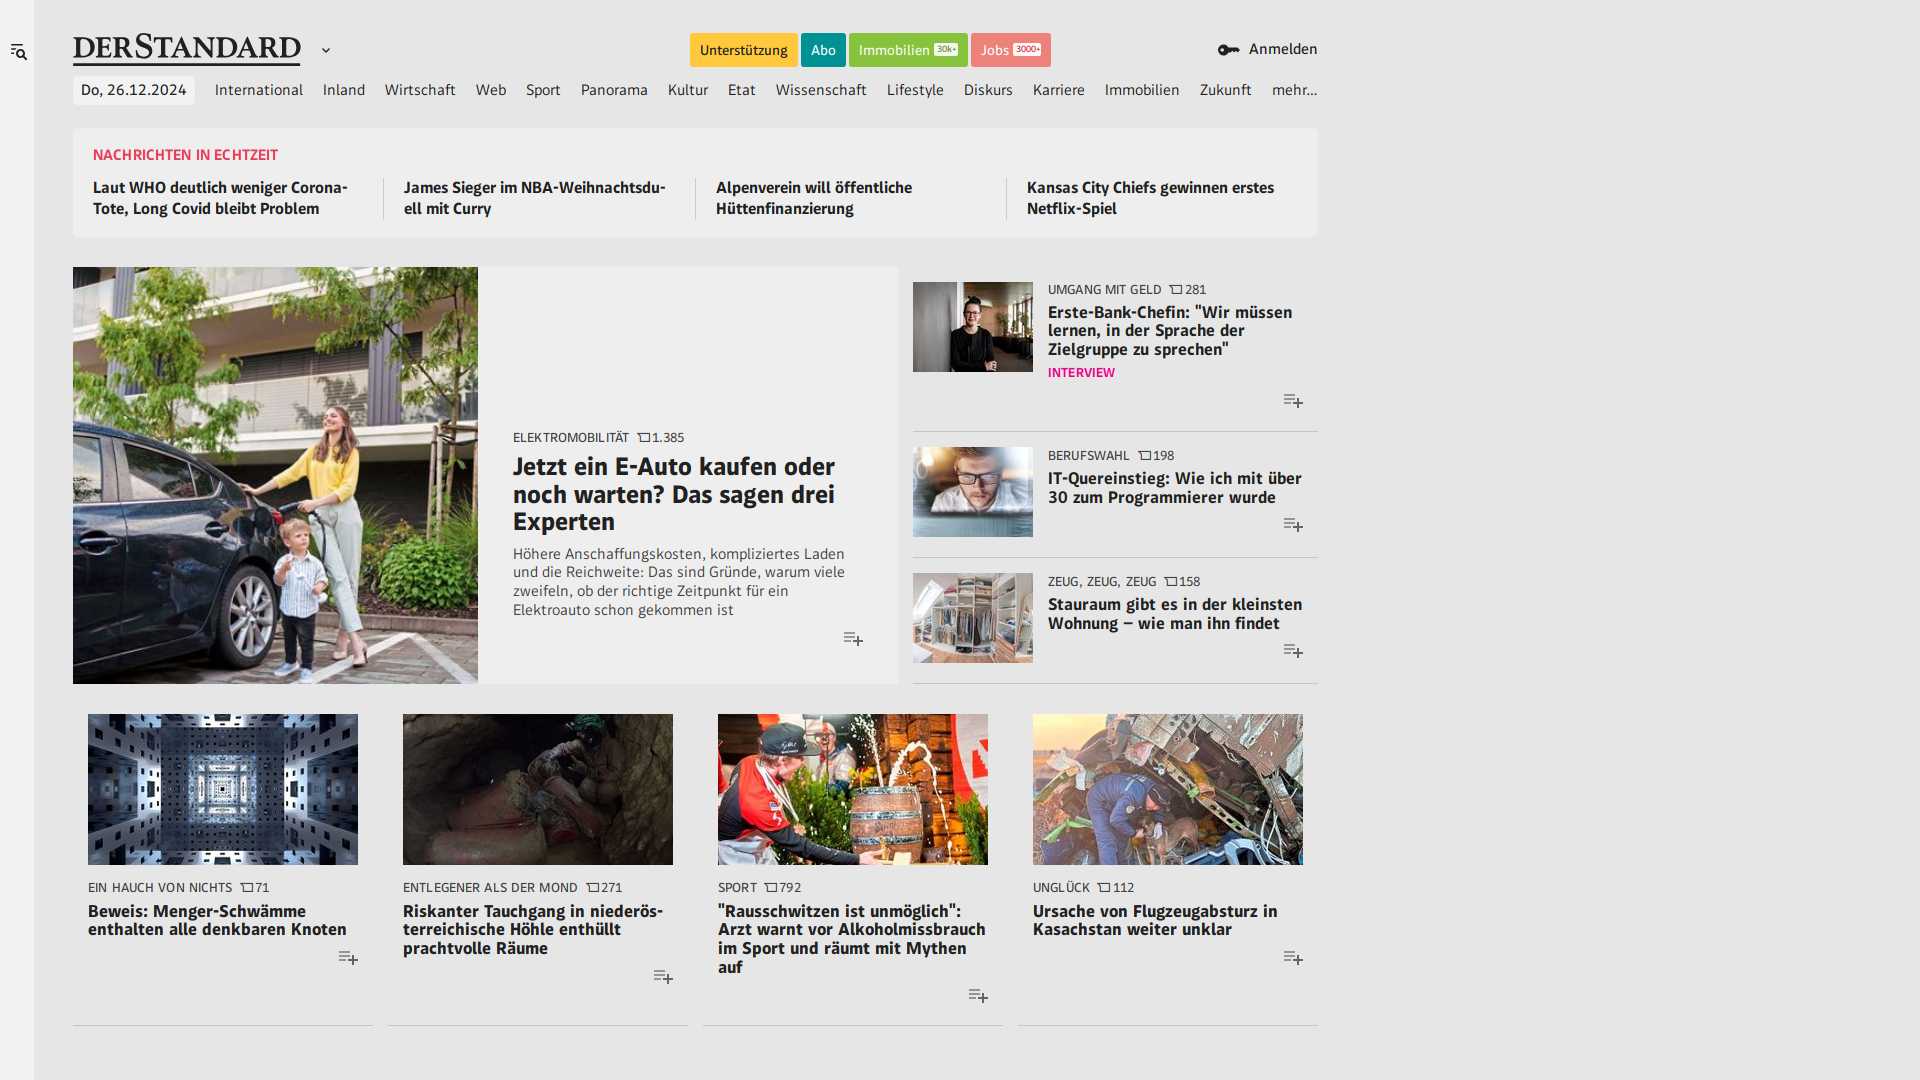 DERSTANDARD
Unterstützung
Abo
Immobilien 30k+
Jobs 3000+
Anmelden
Do, 26.12.2024
International
Inland
Wirtschaft
Web
Sport
Panorama
Kultur
Etat
Wissenschaft
Lifestyle
Diskurs
Karriere
Immobilien
Zukunft
mehr...
NACHRICHTEN IN ECHTZEIT
Laut WHO deutlich weniger Corona-
Tote, Long Covid bleibt Problem
James Sieger im NBA-Weihnachtsdu-
ell mit Curry
Alpenverein will öffentliche
Hüttenfinanzierung
Kansas City Chiefs gewinnen erstes
Netflix-Spiel
ELEKTROMOBILITÄT 1.385
Jetzt ein E-Auto kaufen oder
noch warten? Das sagen drei
Experten
Höhere Anschaffungskosten, kompliziertes Laden
und die Reichweite: Das sind Gründe, warum viele
zweifeln, ob der richtige Zeitpunkt für ein
Elektroauto schon gekommen ist
UMGANG MIT GELD 281
Erste-Bank-Chefin: "Wir müssen
lernen, in der Sprache der
Zielgruppe zu sprechen"
INTERVIEW
BERUFSWAHL 198
IT-Quereinstieg: Wie ich mit über
30 zum Programmierer wurde
ZEUG, ZEUG, ZEUG 158
Stauraum gibt es in der kleinsten
Wohnung – wie man ihn findet
EIN HAUCH VON NICHTS 71
Beweis: Menger-Schwämme
enthalten alle denkbaren Knoten
ENTLEGENER ALS DER MOND 271
Riskanter Tauchgang in niederös-
terreichische Höhle enthüllt
prachtvolle Räume
SPORT 792
"Rausschwitzen ist unmöglich":
Arzt warnt vor Alkoholmissbrauch
im Sport und räumt mit Mythen
auf
UNGLÜCK 112
Ursache von Flugzeugabsturz in
Kasachstan weiter unklar